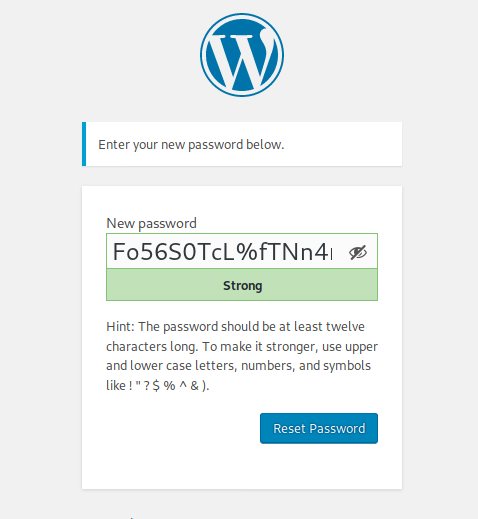 Enter your new password below.
New password
Fo56S0TcL%fTNn4
Strong
Hint: The password should be at least twelve
characters long. To make it stronger, use upper
and lower case letters, numbers, and symbols
like ! " ? $ % ^ & ).
Reset Password